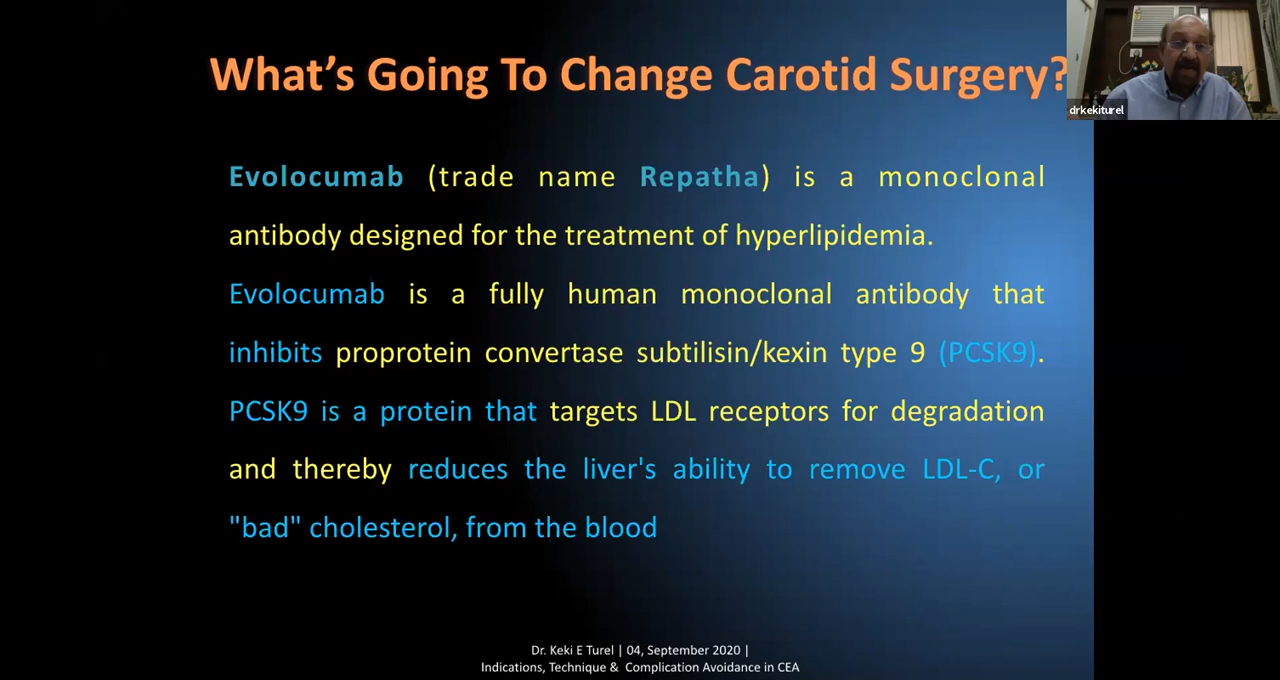 What’s Going To Change Carotid Surgery?
drkekiturel
Evolocumab (trade name Repatha) is a monoclonal
antibody designed for the treatment of hyperlipidemia.
Evolocumab is a fully human monoclonal antibody that
inhibits proprotein convertase subtilisin/kexin type 9 (PCSK9).
PCSK9 is a protein that targets LDL receptors for degradation
and thereby reduces the liver's ability to remove LDL-C, or
"bad" cholesterol, from the blood
Dr. Keki E Turel | 04, September 2020 |
Indications, Technique & Complication Avoidance in CEA